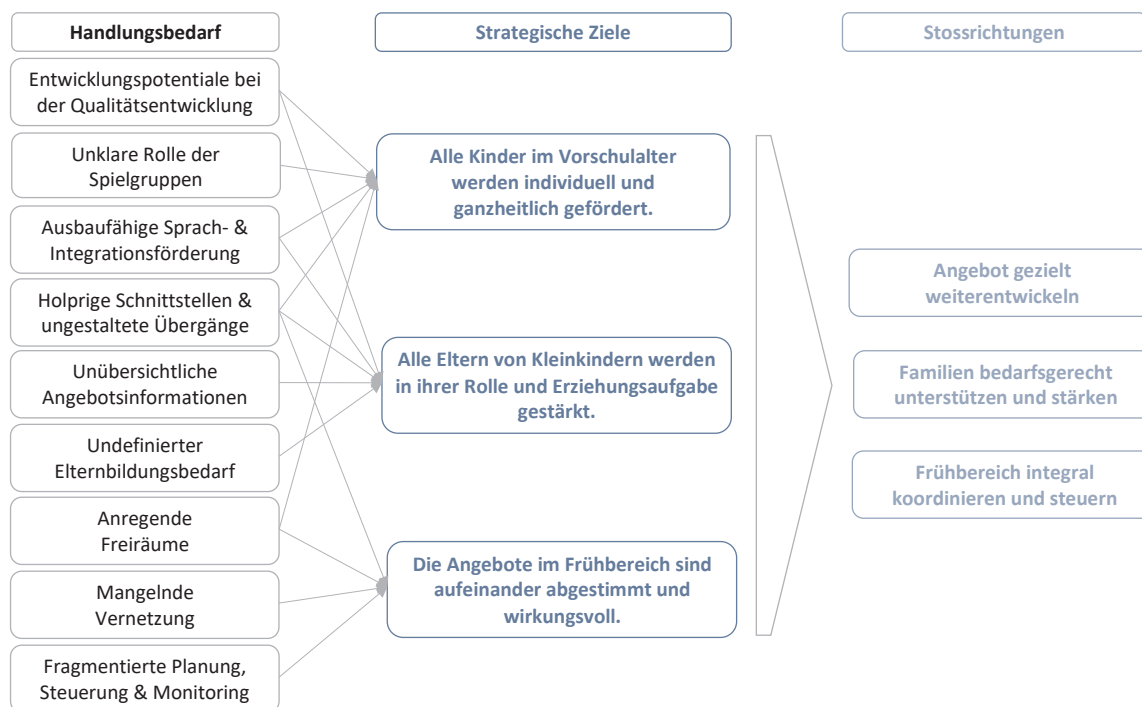 Handlungsbedarf
Entwicklungspotentiale bei
der Qualitätsentwicklung
Unklare Rolle der
Spielgruppen
Ausbaufähige Sprach- &
Integrationsförderung
Holprige Schnittstellen &
ungestaltete Übergänge
Unübersichtliche
Angebotsinformationen
Undefinierter
Elternbildungsbedarf
Anregende
Freiräume
Mangelnde
Vernetzung
Fragmentierte Planung,
Steuerung & Monitoring
Strategische Ziele
Alle Kinder im Vorschulalter
werden individuell und
ganzheitlich gefördert.
Alle Eltern von Kleinkindern werden
in ihrer Rolle und Erziehungsaufgabe
gestärkt.
Die Angebote im Frühbereich sind
aufeinander abgestimmt und
wirkungsvoll.
Stossrichtungen
Angebot gezielt
weiterentwickeln
Familien bedarfsgerecht
unterstützen und stärken
Frühbereich integral
koordinieren und steuern